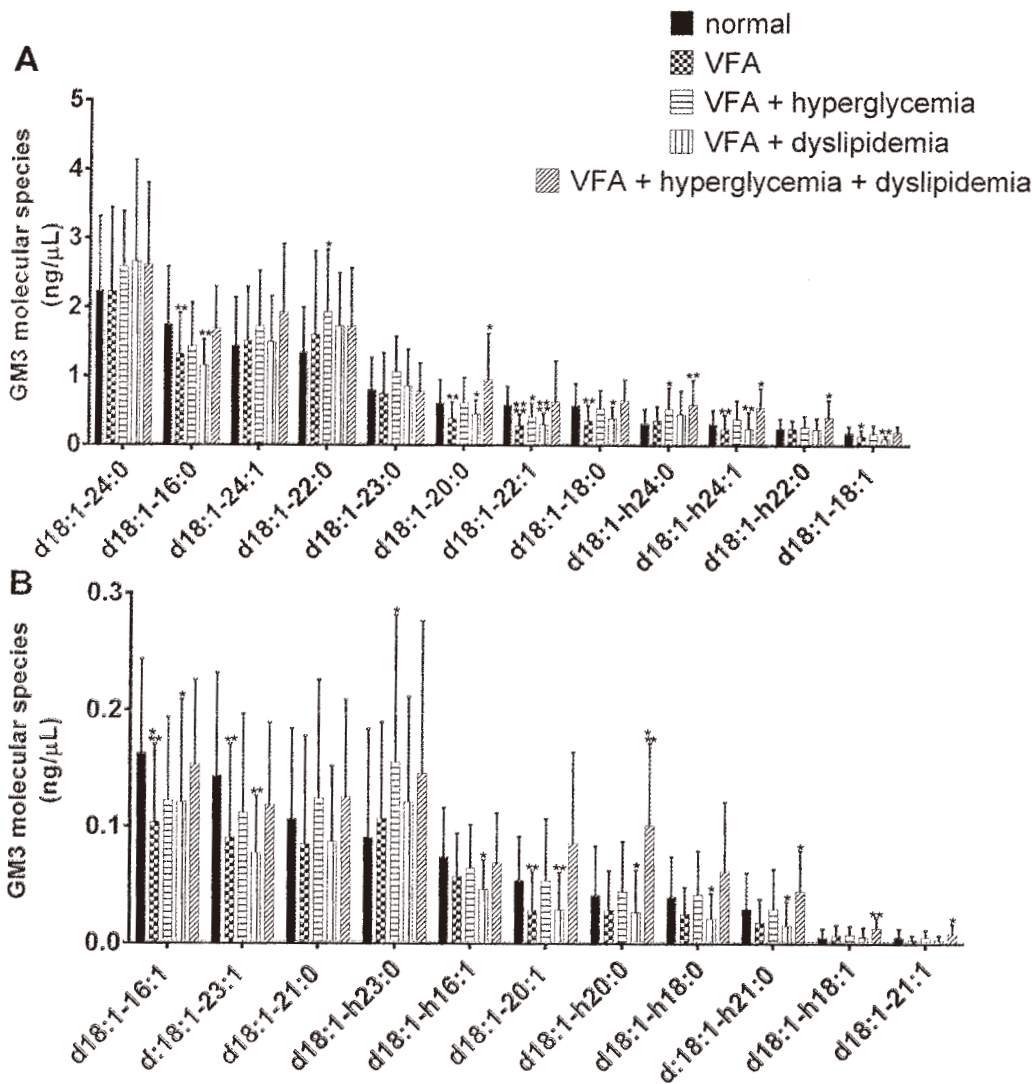 normal
VFA
VFA + hyperglycemia
VFA + dyslipidemia
VFA + hyperglycemia + dyslipidemia
A
GM3 molecular species
(ng/μL)
5
4
3
2
1
0
d18:1-24:0
d18:1-16:0
d18:1-24:1
d18:1-22:0
d18:1-23:0
d18:1-20:0
d18:1-22:1
d18:1-18:0
d18:1-h24:0
d18:1-h24:1
d18:1-h22:0
d18:1-18:1
B
GM3 molecular species
(ng/μL)
0.3
0.2
0.1
0.0
d18:1-16:1
d:18:1-23:1
d18:1-21:0
d18:1-h23:0
d18:1-h16:1
d18:1-20:1
d18:1-h20:0
d18:1-h18:0
d:18:1-h21:0
d18:1-h18:1
d18:1-21:1